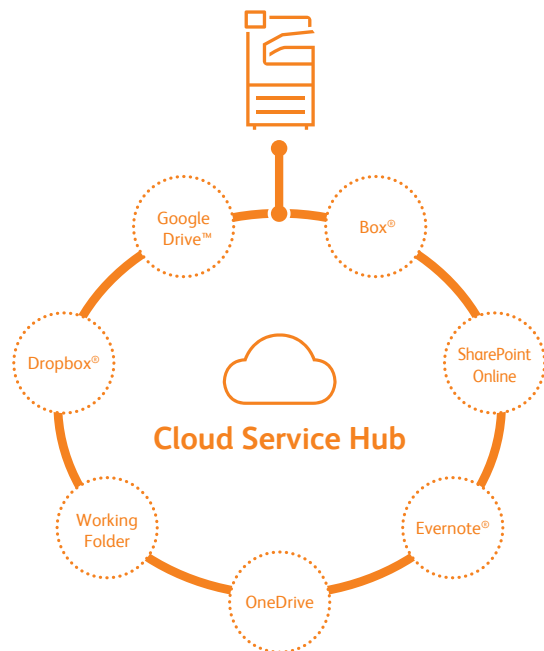 Google
Drive™
Box®
Dropbox®
SharePoint
Online
Cloud Service Hub
Working
Folder
Evernote®
OneDrive